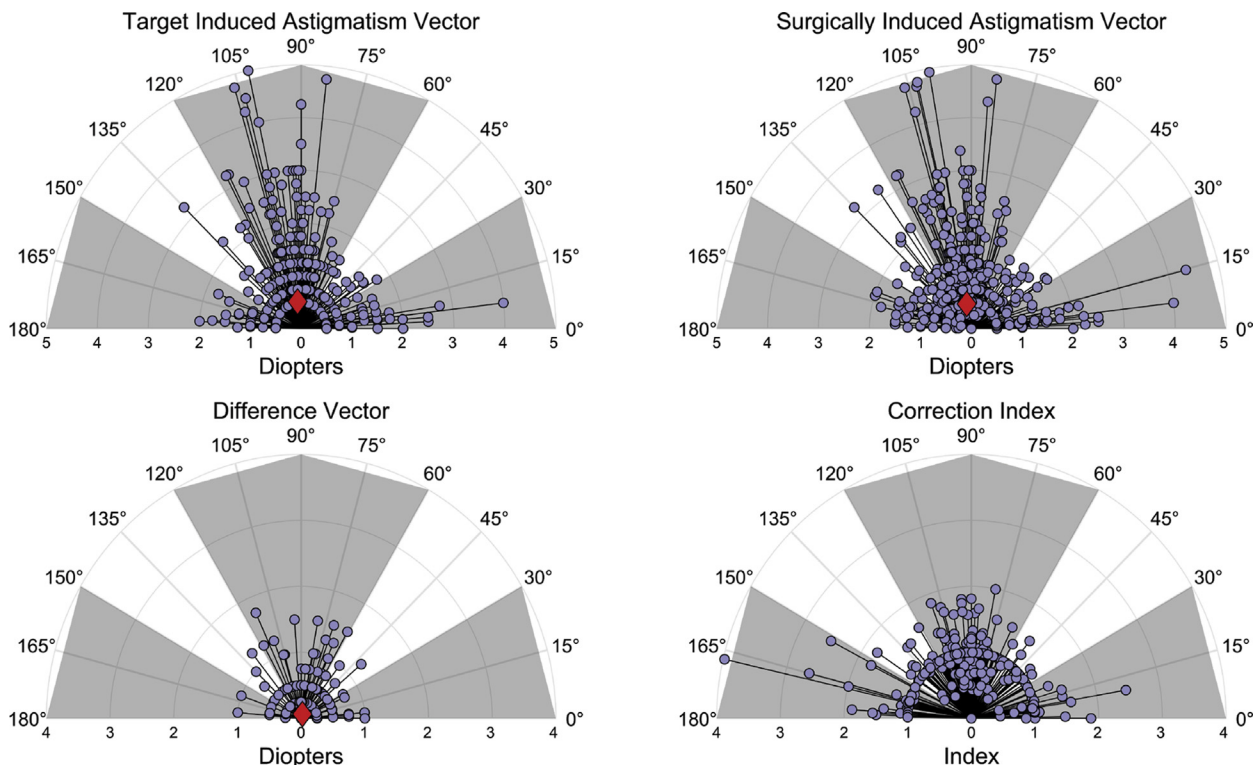 Target Induced Astigmatism Vector
90°
105° 75°
120° 60°
135° 45°
150° 30°
165° 15°
180° 0°
5 4 3 2 1 0 1 2 3 4 5
Diopters
Surgically Induced Astigmatism Vector
90°
105° 75°
120° 60°
135° 45°
150° 30°
165° 15°
180° 0°
5 4 3 2 1 0 1 2 3 4 5
Diopters
Difference Vector
90°
105° 75°
120° 60°
135° 45°
150° 30°
165° 15°
180° 0°
4 3 2 1 0 1 2 3 4
Diopters
Correction Index
90°
105° 75°
120° 60°
135° 45°
150° 30°
165° 15°
180° 0°
4 3 2 1 0 1 2 3 4
Index